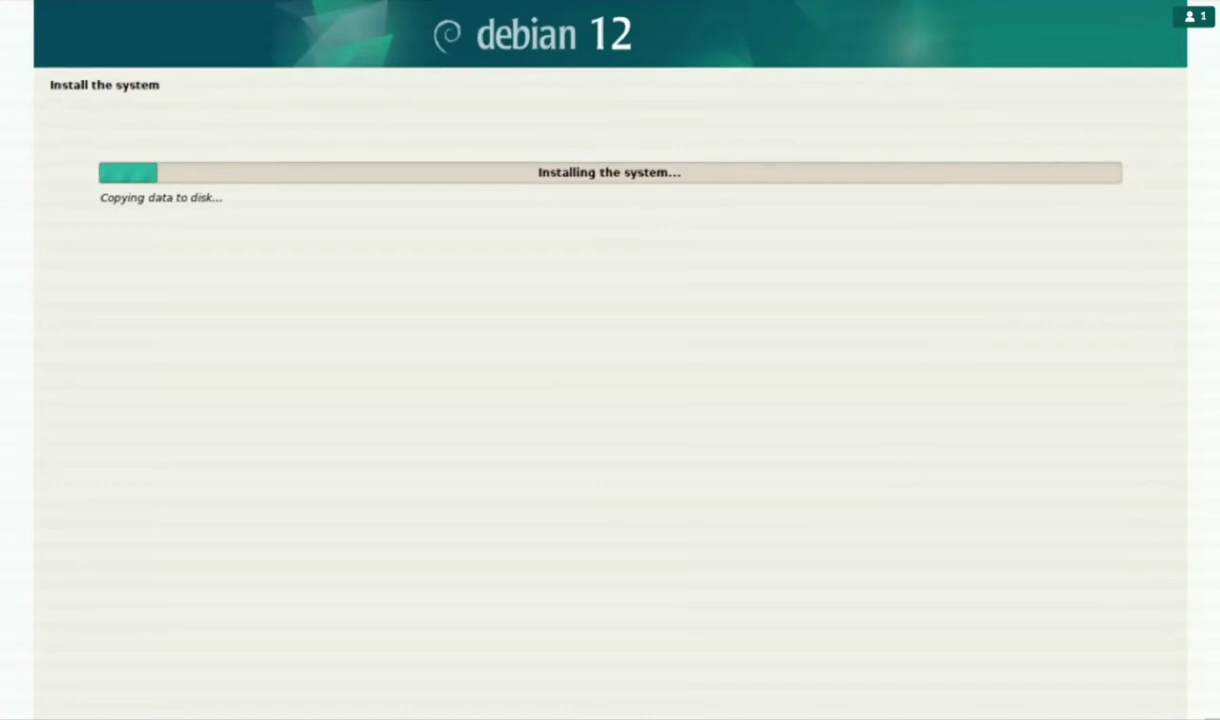 debian 12
1
Install the system
Installing the system...
Copying data to disk...